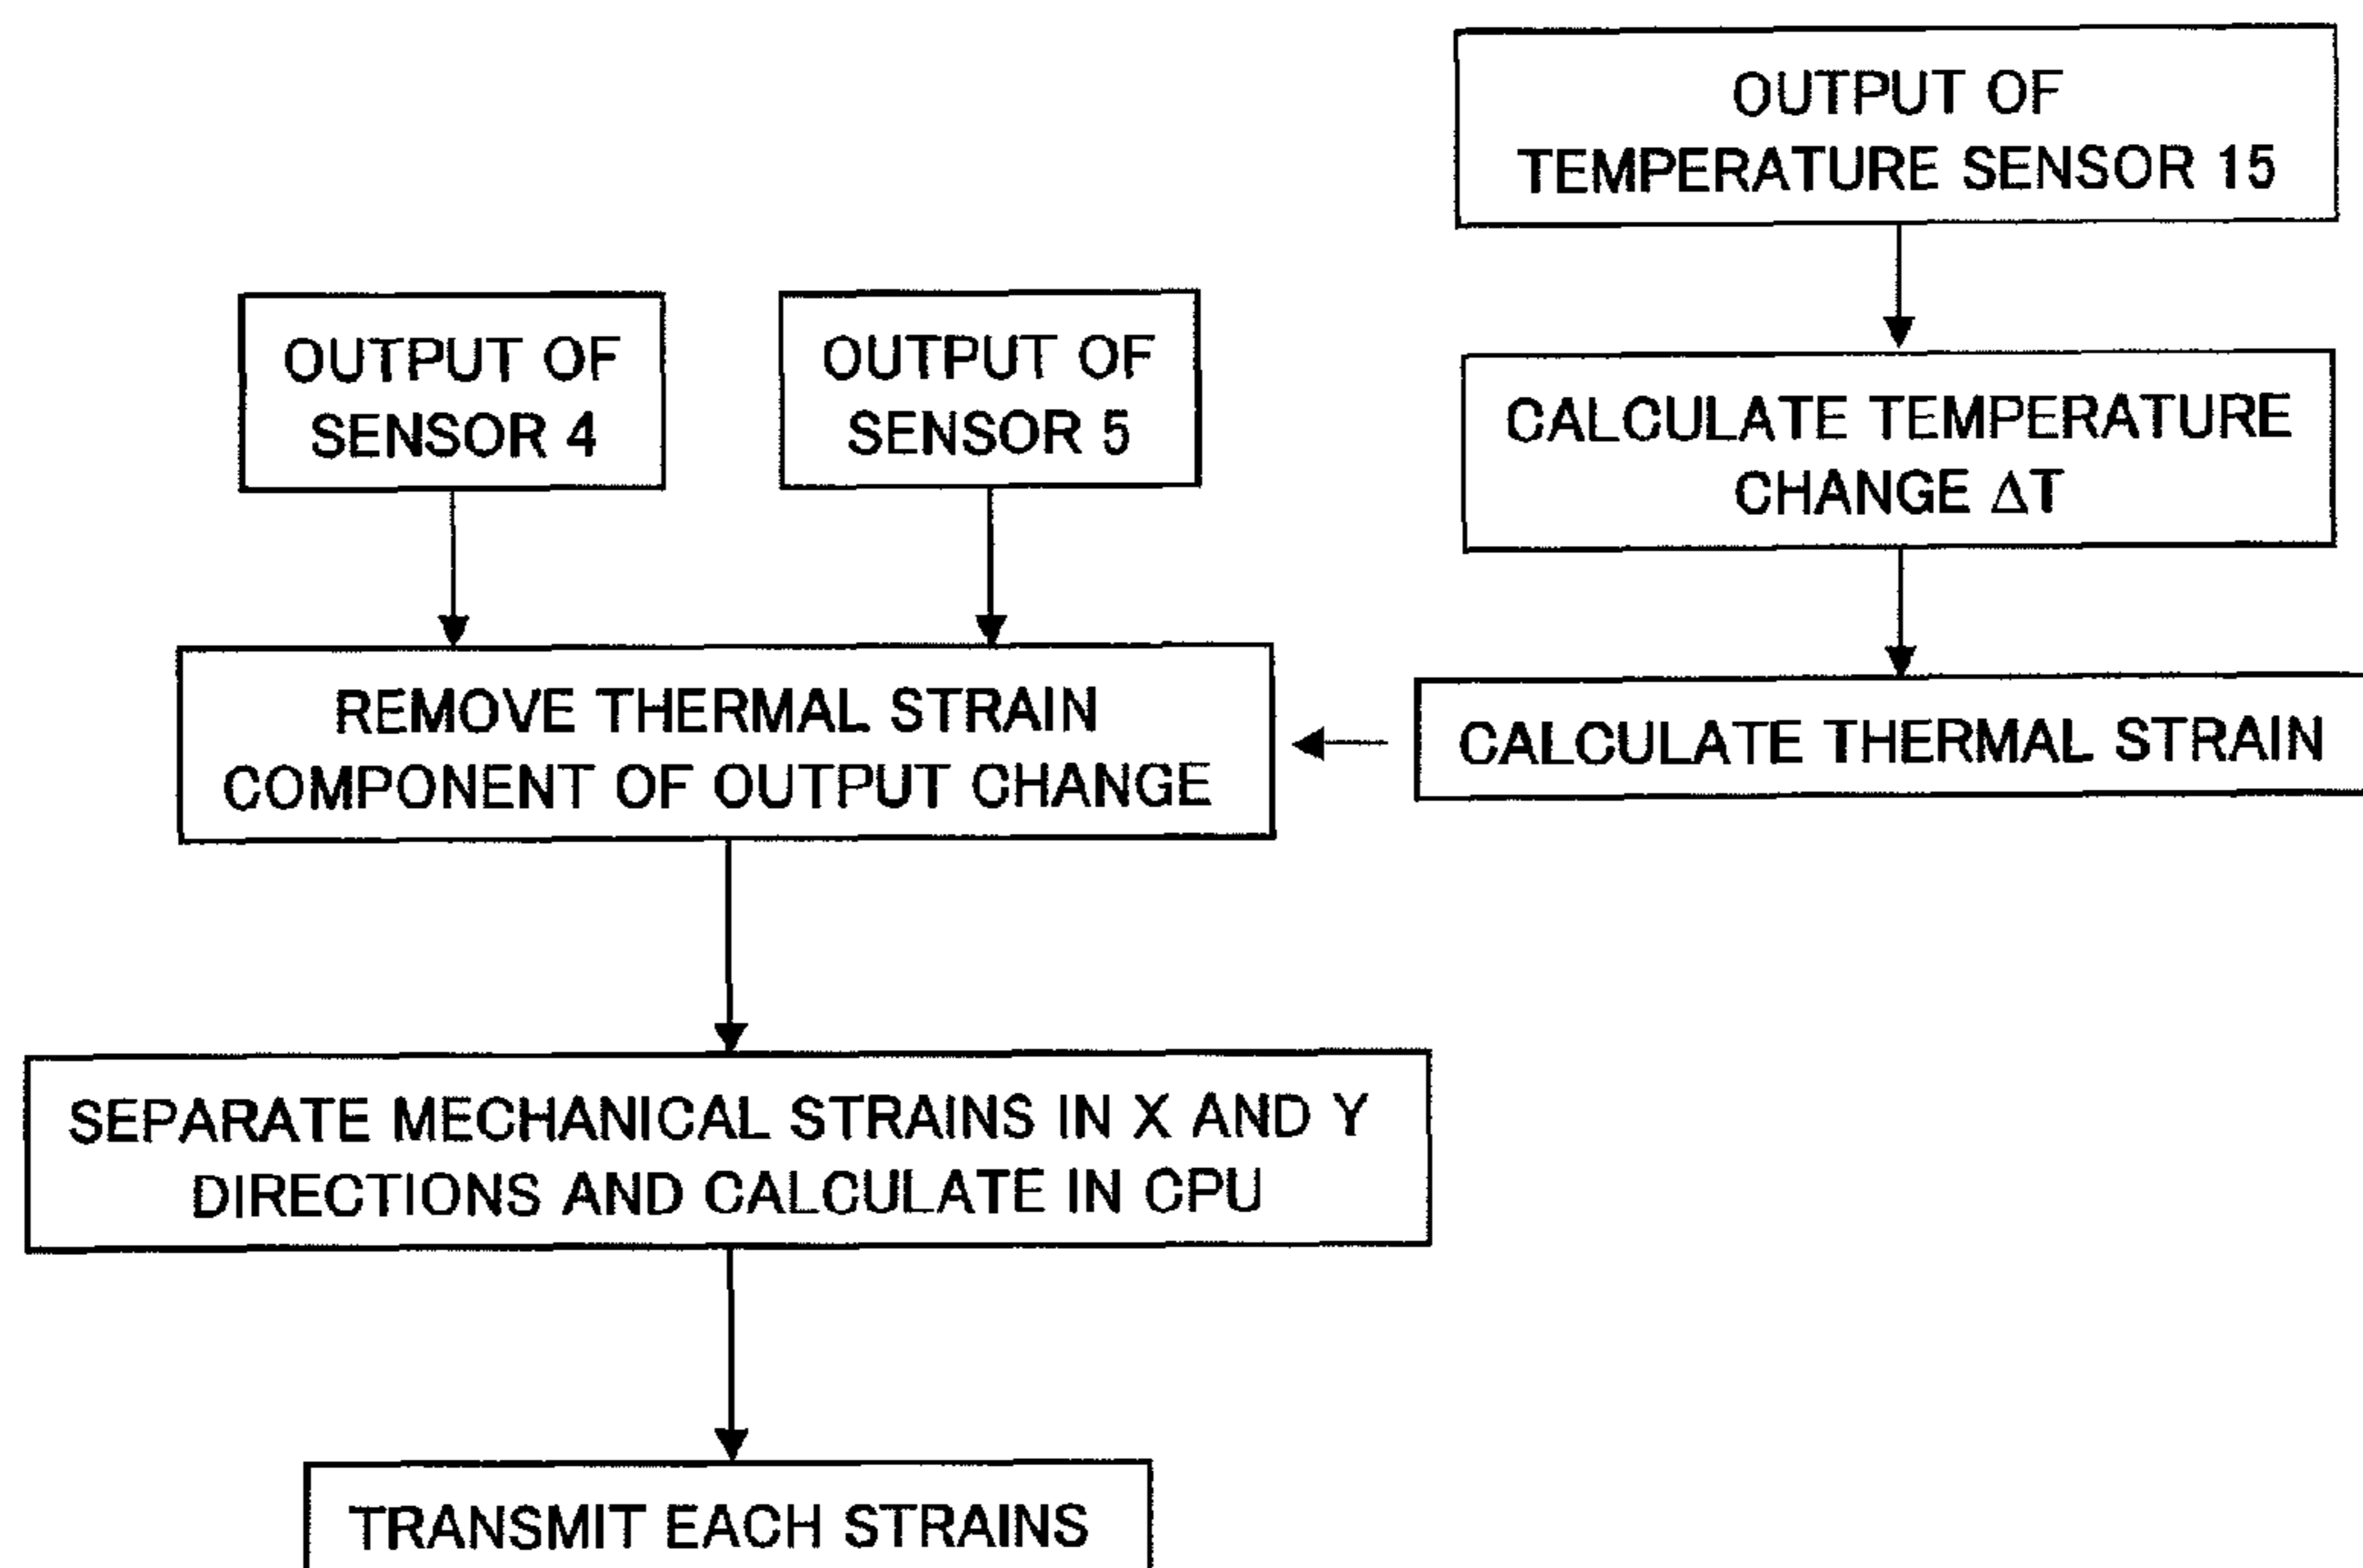 OUTPUT OF
TEMPERATURE SENSOR 15
OUTPUT OF
SENSOR 4
OUTPUT OF
SENSOR 5
CALCULATE TEMPERATURE
CHANGE ΔT
REMOVE THERMAL STRAIN
COMPONENT OF OUTPUT CHANGE
CALCULATE THERMAL STRAIN
SEPARATE MECHANICAL STRAINS IN X AND Y
DIRECTIONS AND CALCULATE IN CPU
TRANSMIT EACH STRAINS